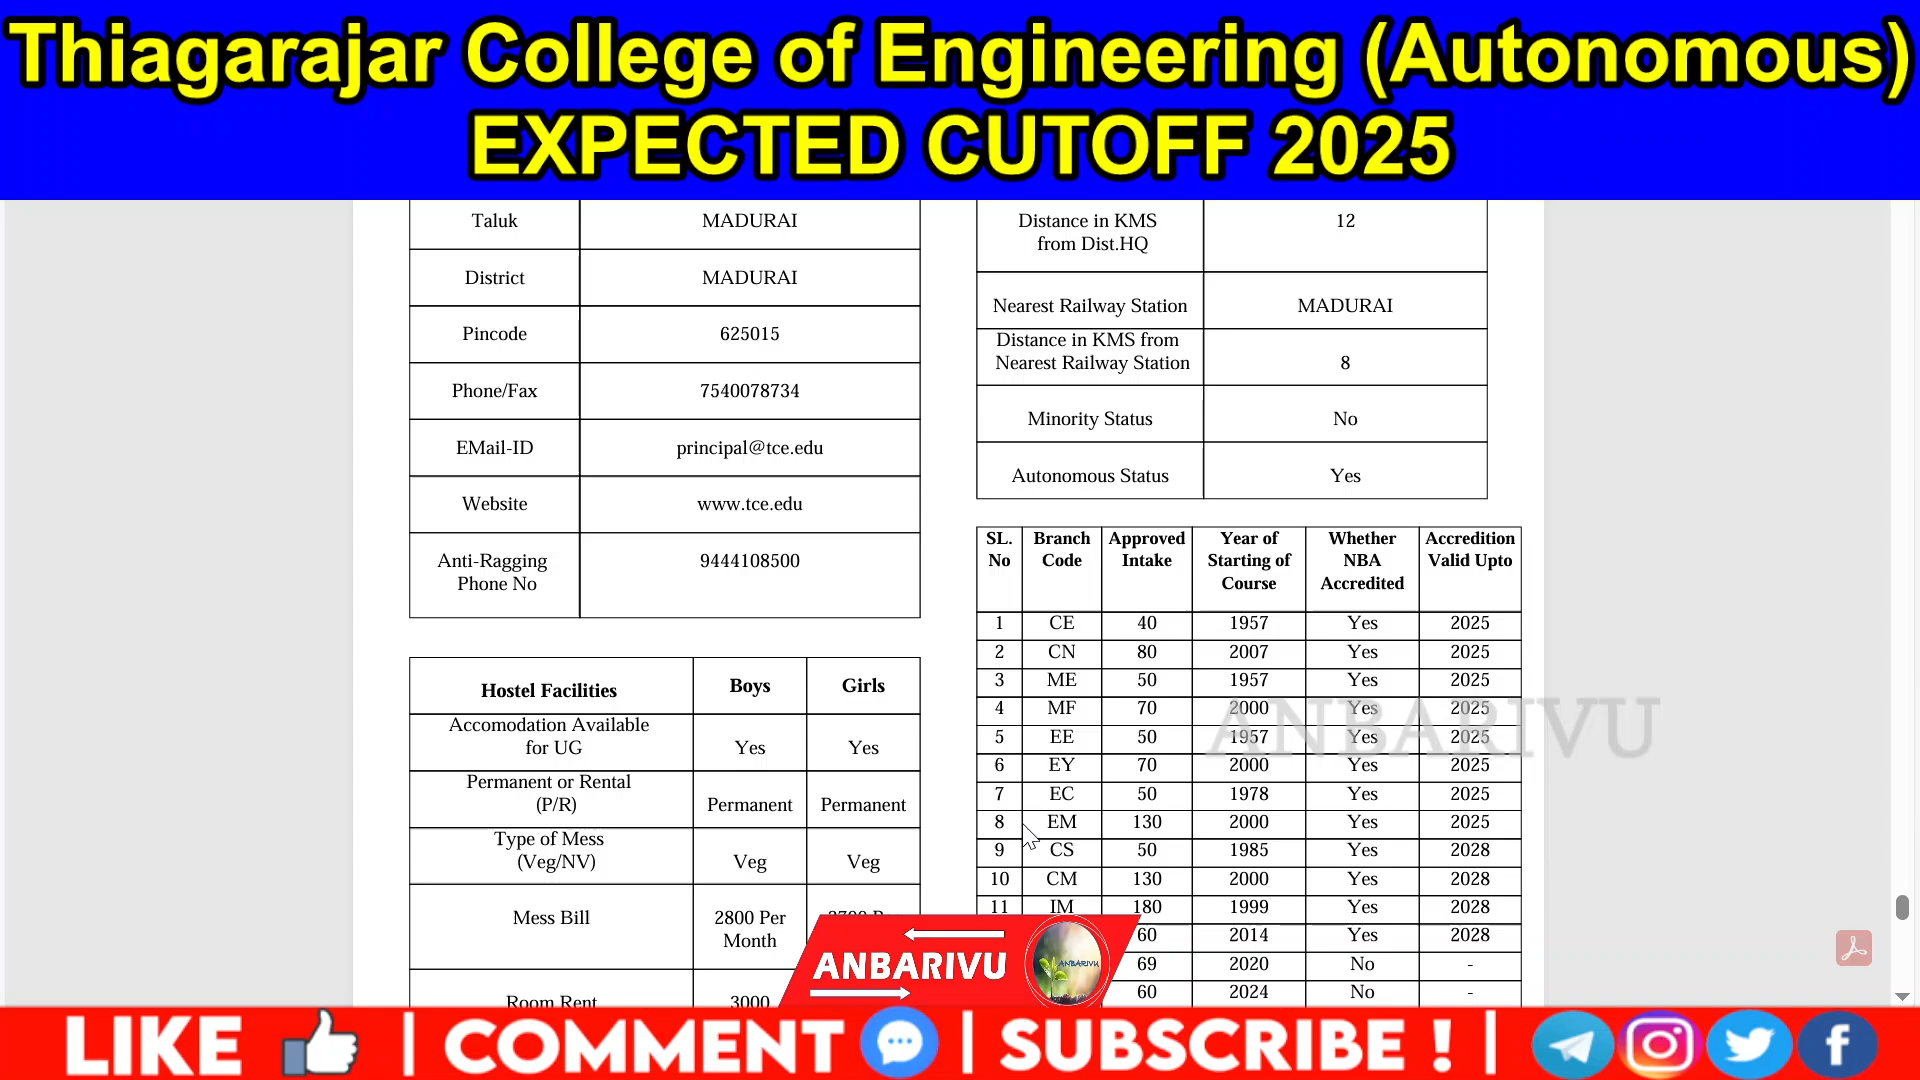 Thiagarajar College of Engineering (Autonomous)
EXPECTED CUTOFF 2025
Taluk MADURAI
District MADURAI
Pincode 625015
Phone/Fax 7540078734
EMail-ID principal@tce.edu
Website www.tce.edu
Anti-Ragging
Phone No 9444108500
Hostel Facilities Boys Girls
Accomodation Available
for UG Yes Yes
Permanent or Rental
(P/R) Permanent Permanent
Type of Mess
(Veg/NV) Veg Veg
Mess Bill 2800 Per
Month
Room Rent 3000
Distance in KMS
from Dist.HQ 12
Nearest Railway Station MADURAI
Distance in KMS from
Nearest Railway Station 8
Minority Status No
Autonomous Status Yes
SL. No Branch Code Approved Intake Year of Starting of Course Whether NBA Accredited Accredition Valid Upto
1 CE 40 1957 Yes 2025
2 CN 80 2007 Yes 2025
3 ME 50 1957 Yes 2025
4 MF 70 2000 Yes 2025
5 EE 50 1957 Yes 2025
6 EY 70 2000 Yes 2025
7 EC 50 1978 Yes 2025
8 EM 130 2000 Yes 2025
9 CS 50 1985 Yes 2028
10 CM 130 2000 Yes 2028
11 IM 180 1999 Yes 2028
60 2014 Yes 2028
69 2020 No -
60 2024 No -
ANBARIVU
ANBARIVU
ANBARIVU
LIKE | COMMENT | SUBSCRIBE ! |